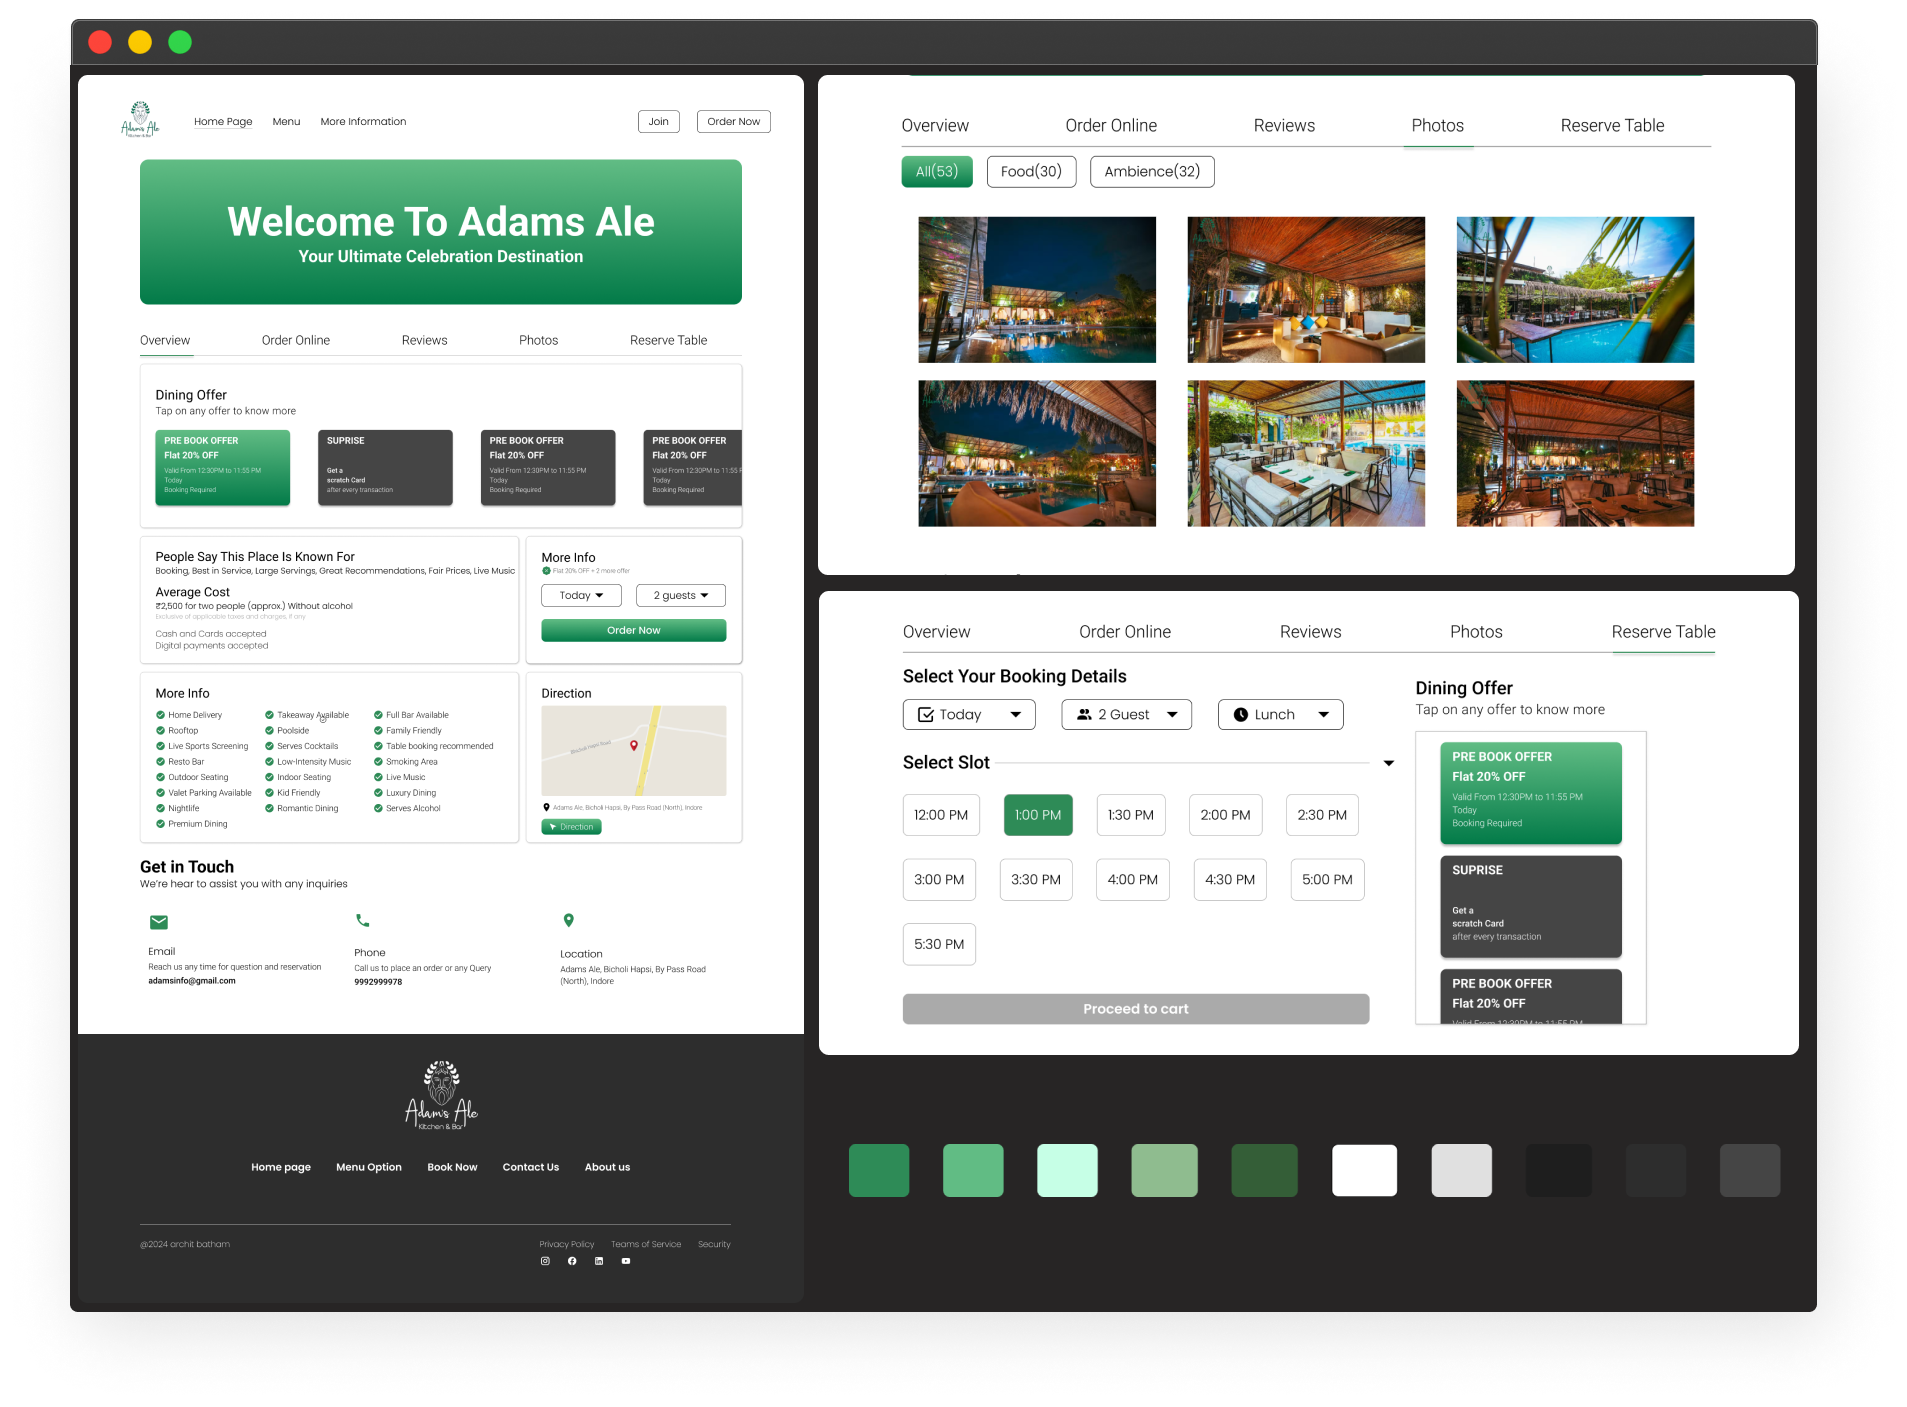 Adam's Ale
Kitchen & Bar
Home Page
Menu
More Information
Join
Order Now
Welcome To Adams Ale
Your Ultimate Celebration Destination
Overview
Order Online
Reviews
Photos
Reserve Table
Dining Offer
Tap on any offer to know more
PRE BOOK OFFER
Flat 20% OFF
Valid From 12:30PM to 11:55 PM
Today
Booking Required
SUPRISE
Get a
scratch Card
after every transaction
PRE BOOK OFFER
Flat 20% OFF
Valid From 12:30PM to 11:55 PM
Today
Booking Required
PRE BOOK OFFER
Flat 20% OFF
Valid From 12:30PM to 11:55
Today
Booking Required
People Say This Place Is Known For
Booking, Best in Service, Large Servings, Great Recommendations, Fair Prices, Live Music
Average Cost
₹2,500 for two people (approx.) Without alcohol
Exclusive of applicable taxes and charges, if any
Cash and Cards accepted
Digital payments accepted
More Info
Flat 20% OFF + 2 more offer
Today
2 guests
Order Now
More Info
Home Delivery
Takeaway Available
Full Bar Available
Rooftop
Poolside
Family Friendly
Live Sports Screening
Serves Cocktails
Table booking recommended
Resto Bar
Low-Intensity Music
Smoking Area
Outdoor Seating
Indoor Seating
Live Music
Valet Parking Available
Kid Friendly
Luxury Dining
Nightlife
Romantic Dining
Serves Alcohol
Premium Dining
Direction
Bicholi Hapsi Road
Adams Ale, Bicholi Hapsi, By Pass Road (North), Indore
Direction
Get in Touch
We're hear to assist you with any inquiries
Email
Reach us any time for question and reservation
adamsinfo@gmail.com
Phone
Call us to place an order or any Query
9992999978
Location
Adams Ale, Bicholi Hapsi, By Pass Road
(North), Indore
Adam's Ale
Kitchen & Bar
Home page
Menu Option
Book Now
Contact Us
About us
@2024 archit batham
Privacy Policy
Teams of Service
Security
Overview
Order Online
Reviews
Photos
Reserve Table
All(53)
Food(30)
Ambience(32)
Overview
Order Online
Reviews
Photos
Reserve Table
Select Your Booking Details
Today
2 Guest
Lunch
Select Slot
12:00 PM
1:00 PM
1:30 PM
2:00 PM
2:30 PM
3:00 PM
3:30 PM
4:00 PM
4:30 PM
5:00 PM
5:30 PM
Proceed to cart
Dining Offer
Tap on any offer to know more
PRE BOOK OFFER
Flat 20% OFF
Valid From 12:30PM to 11:55 PM
Today
Booking Required
SUPRISE
Get a
scratch Card
after every transaction
PRE BOOK OFFER
Flat 20% OFF
Valid From 12:30PM to 11:55 PM